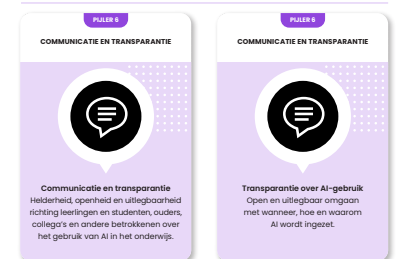 PIJLER 6
COMMUNICATIE EN TRANSPARANTIE
Communicatie en transparantie
Helderheid, openheid en uitlegbaarheid
richting leerlingen en studenten, ouders,
collega's en andere betrokkenen over
het gebruik van AI in het onderwijs.
PIJLER 6
COMMUNICATIE EN TRANSPARANTIE
Transparantie over AI-gebruik
Open en uitlegbaar omgaan
met wanneer, hoe en waarom
AI wordt ingezet.